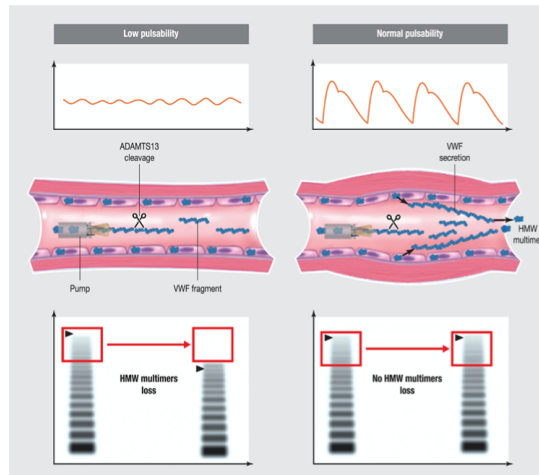 Low pulsability
Normal pulsability
ADAMTS13
cleavage
VWF
secretion
Pump
VWF fragment
HMW
multime
HMW multimers
loss
No HMW multimers
loss